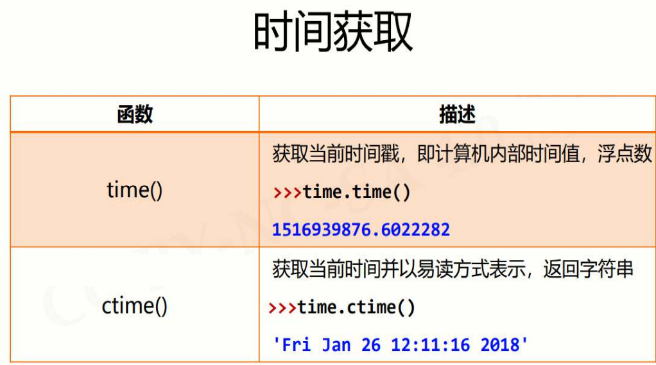 时间获取
函数 描述
time()
获取当前时间戳，即计算机内部时间值，浮点数
>>>time.time()
1516939876.6022282
ctime()
获取当前时间并以易读方式表示，返回字符串
>>>time.ctime()
'Fri Jan 26 12:11:16 2018'